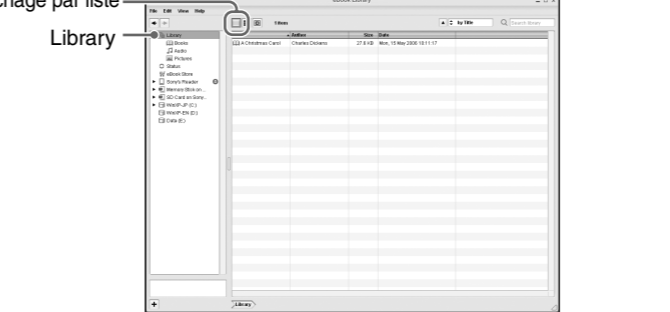 chage par liste
eBook Library
File Edit View Help
1 item
by Title
Search library
Library
Library
Author Size Date
Books
A Christmas Carol Charles Dickens 27.8 KB Mon, 15 May 2006 10:11:17
Audio
Pictures
Status
eBook Store
Sony's Reader
Memory Stick on...
SD Card on Sony...
WinXP-JP (C:)
WinXP-EN (D:)
Data (E:)
Library